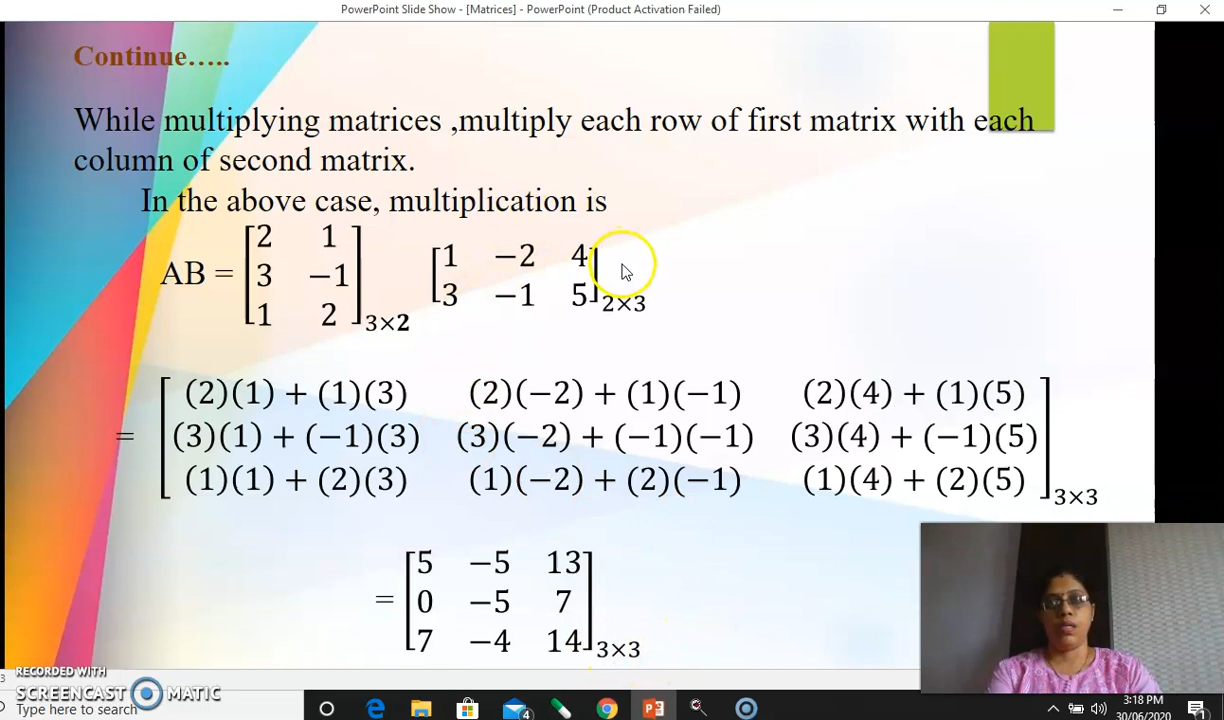 PowerPoint Slide Show - [Matrices] - PowerPoint (Product Activation Failed)
Continue…..
While multiplying matrices ,multiply each row of first matrix with each
column of second matrix.
In the above case, multiplication is
AB = [2 1; 3 −1; 1 2]3×2 [1 −2 4; 3 −1 5]2×3
= [(2)(1) + (1)(3) (2)(−2) + (1)(−1) (2)(4) + (1)(5)
(3)(1) + (−1)(3) (3)(−2) + (−1)(−1) (3)(4) + (−1)(5)
(1)(1) + (2)(3) (1)(−2) + (2)(−1) (1)(4) + (2)(5)]3×3
= [5 −5 13
0 −5 7
7 −4 14]3×3
RECORDED WITH
SCREENCAST MATIC
Type here to search
4
3:18 PM
30/06/2020